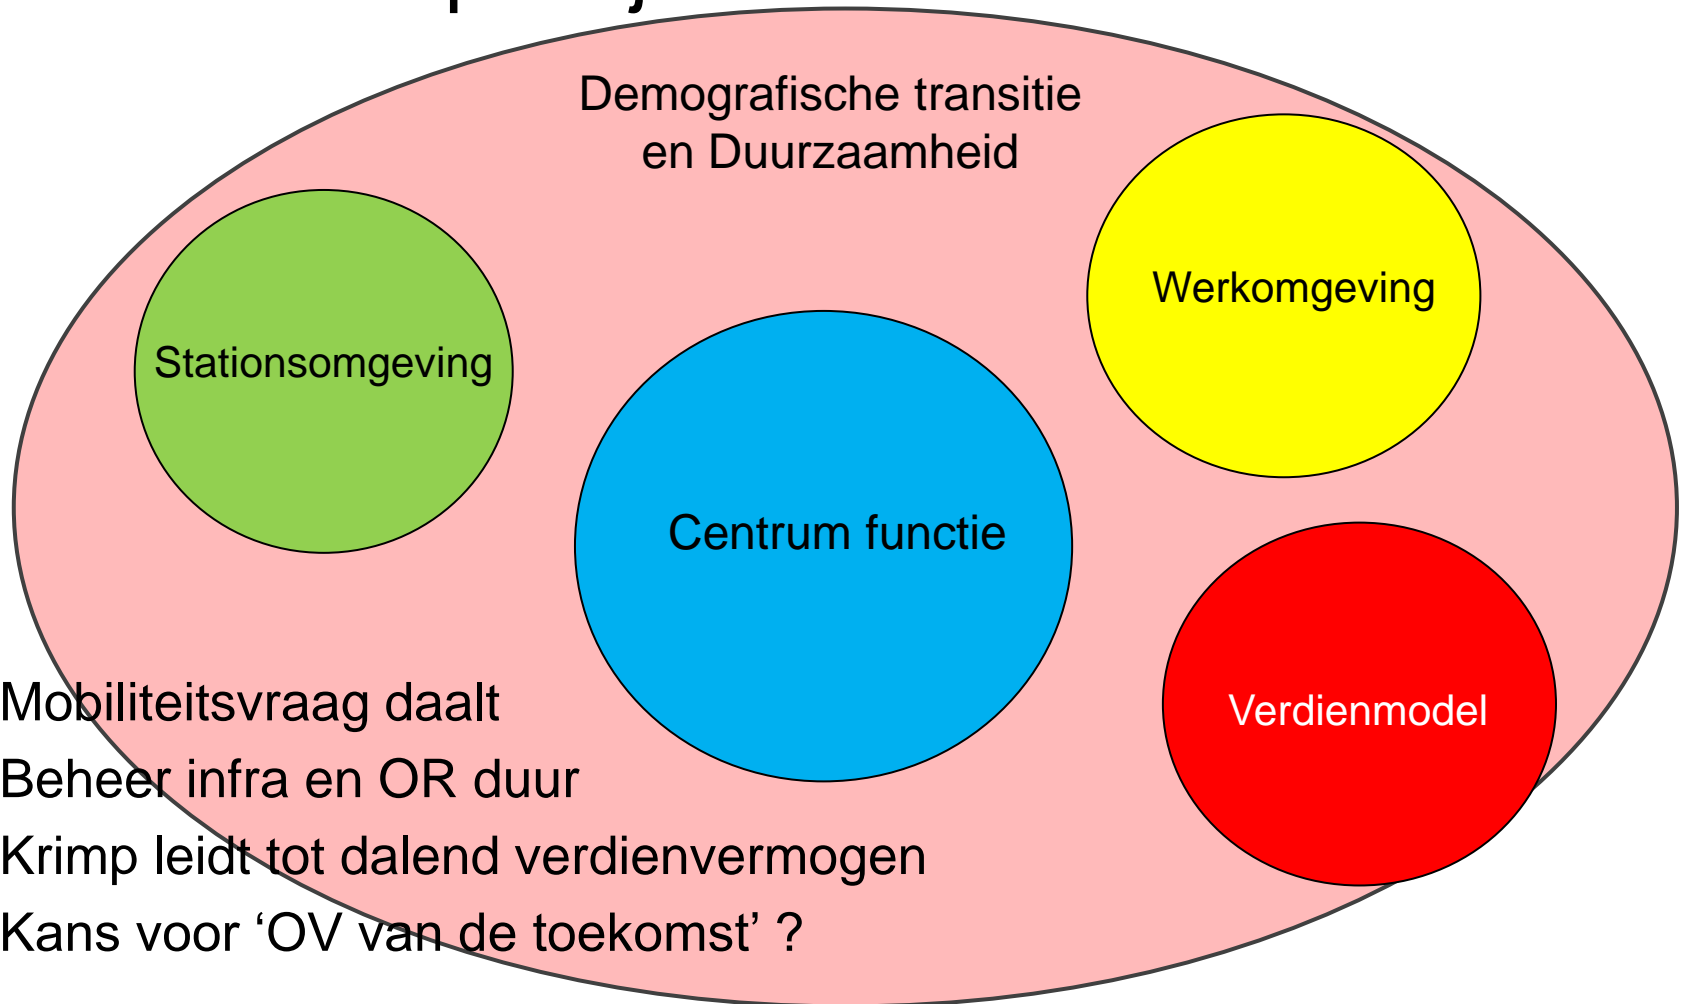 Demografische transitie
en Duurzaamheid
Werkomgeving
Stationsomgeving
Centrum functie
Verdienmodel
Mobiliteitsvraag daalt
Beheer infra en OR duur
Krimp leidt tot dalend verdienvermogen
Kans voor ‘OV van de toekomst’ ?